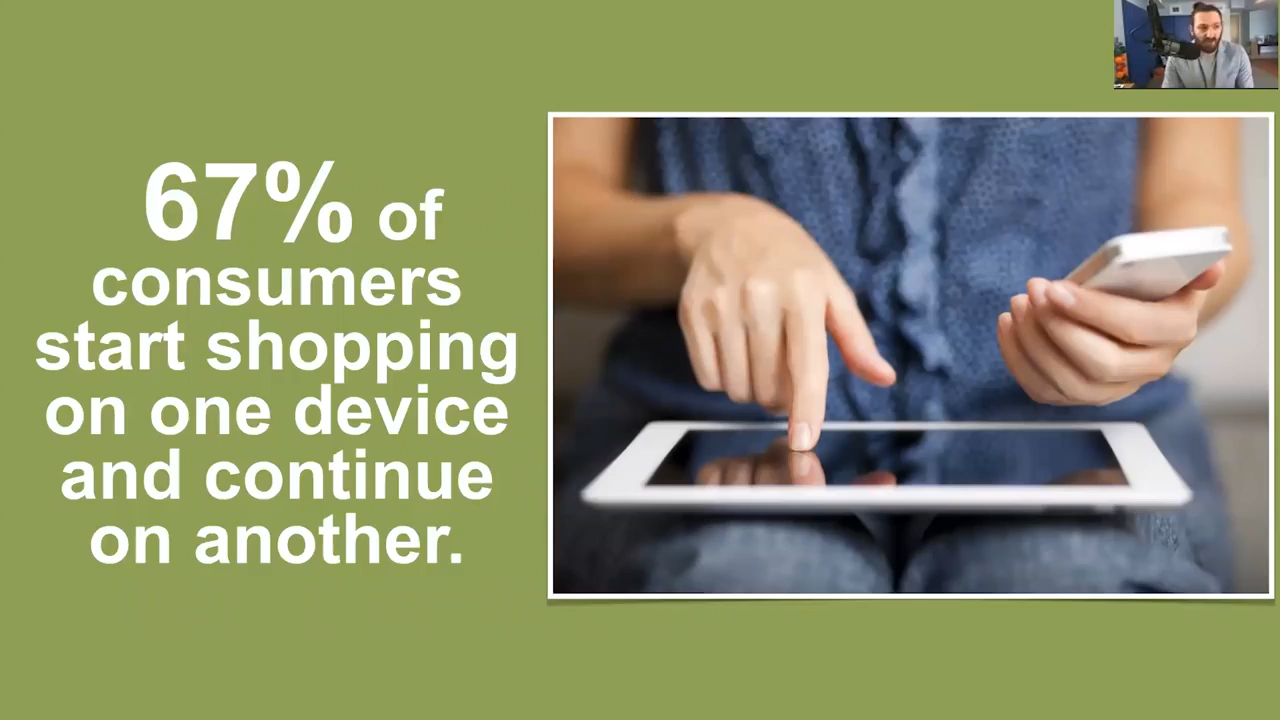 67% of
consumers
start shopping
on one device
and continue
on another.